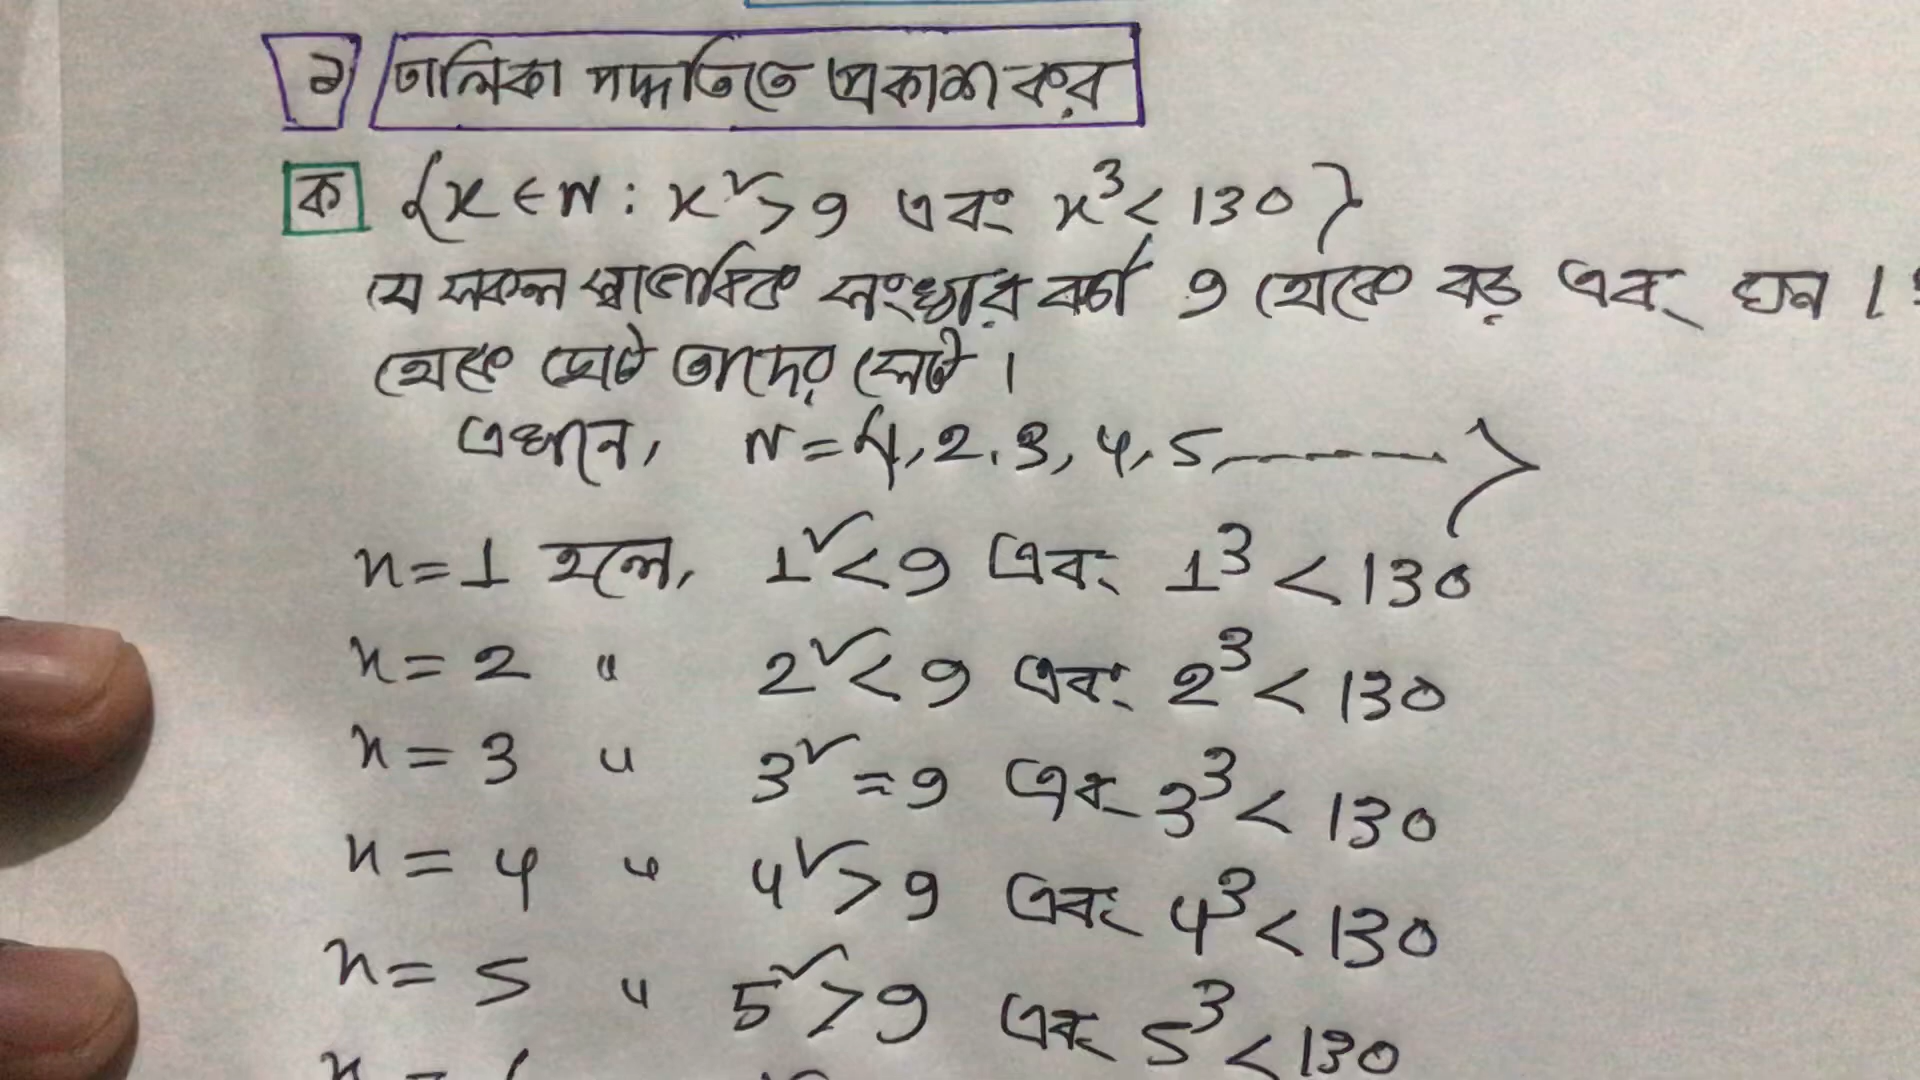 ১ তালিকা পদ্ধতিতে প্রকাশ কর
ক {x ∈ N : x² > 9 এবং x³ < 130}
যে সকল স্বাভাবিক সংখ্যার বর্গ 9 থেকে বড় এবং ঘন 1
থেকে ছোট তাদের সেট ।
এখানে, N = {1, 2, 3, 4, 5, ------}
x = 1 হলে, 1² < 9 এবং 1³ < 130
x = 2 " 2² < 9 এবং 2³ < 130
x = 3 " 3² = 9 এবং 3³ < 130
x = 4 " 4² > 9 এবং 4³ < 130
x = 5 " 5² > 9 এবং 5³ < 130